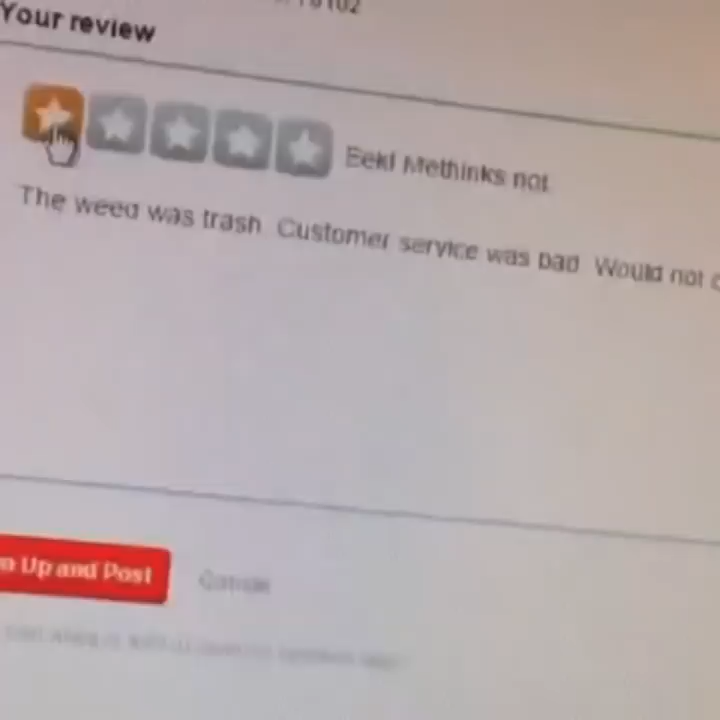 Your review
Eek! Methinks not.
The weed was trash. Customer service was bad. Would not
Up and Post
Cancel